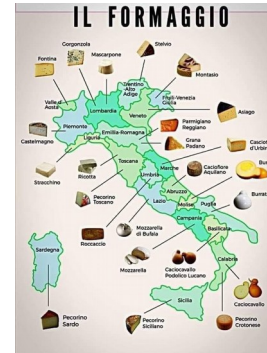 IL FORMAGGIO
Gorgonzola
Mascarpone
Stelvio
Fontina
Montasio
Trentino
Alto
Adige
Friuli-Venezia
Giulia
Valle d'
Aosta
Lombardia
Veneto
Asiago
Piemonte
Emilia-Romagna
Parmigiano
Reggiano
Castelmagno
Liguria
Grana
Padano
Toscana
Marche
Stracchino
Ricotta
Umbria
Caciofiore
Aquilano
Pecorino
Toscano
Abruzzo
Lazio
Molise
Puglia
Roccaccio
Mozzarella
di Bufala
Campania
Basilicata
Sardegna
Mozzarella
Caciocavallo
Podolico Lucano
Calabria
Sicilia
Caciocavallo
Pecorino
Sardo
Pecorino
Siciliano
Pecorino
Crotonese